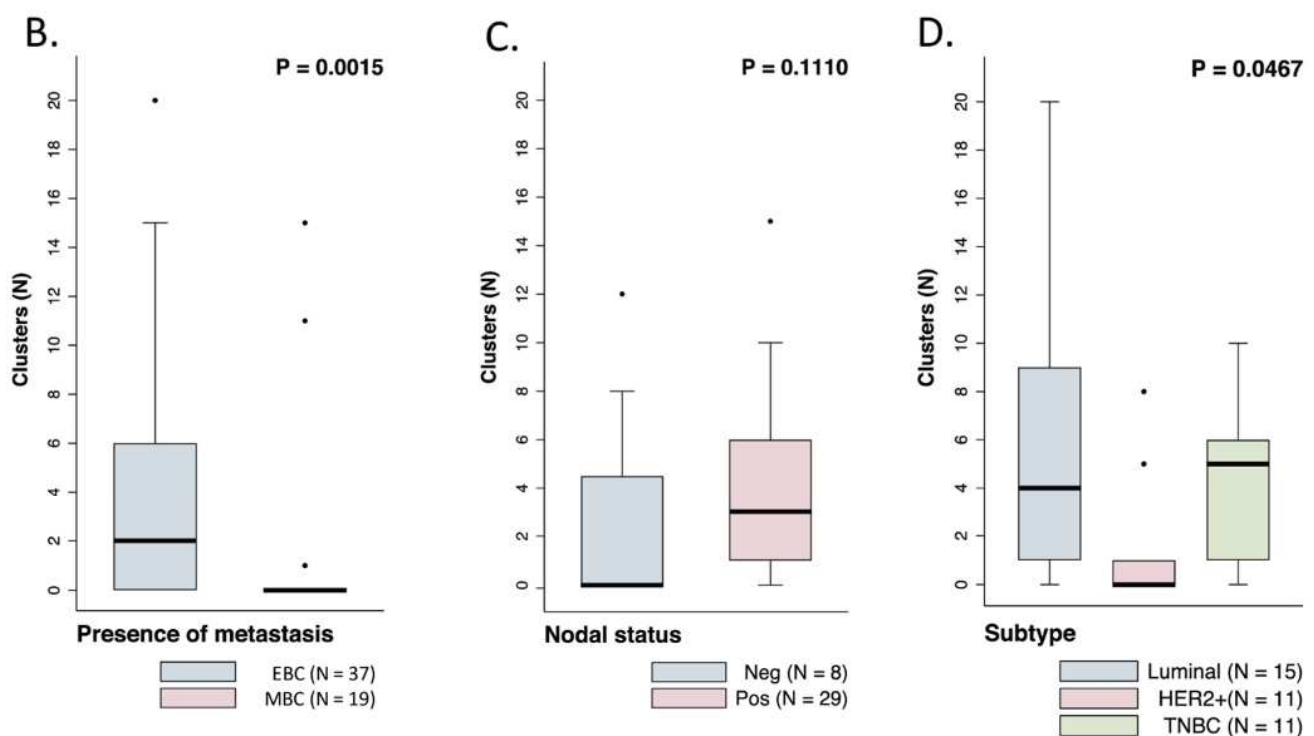 B.
P = 0.0015
Clusters (N)
20
18
16
14
12
10
8
6
4
2
0
Presence of metastasis
EBC (N = 37)
MBC (N = 19)
C.
P = 0.1110
Clusters (N)
20
18
16
14
12
10
8
6
4
2
0
Nodal status
Neg (N = 8)
Pos (N = 29)
D.
P = 0.0467
Clusters (N)
20
18
16
14
12
10
8
6
4
2
0
Subtype
Luminal (N = 15)
HER2+(N = 11)
TNBC (N = 11)